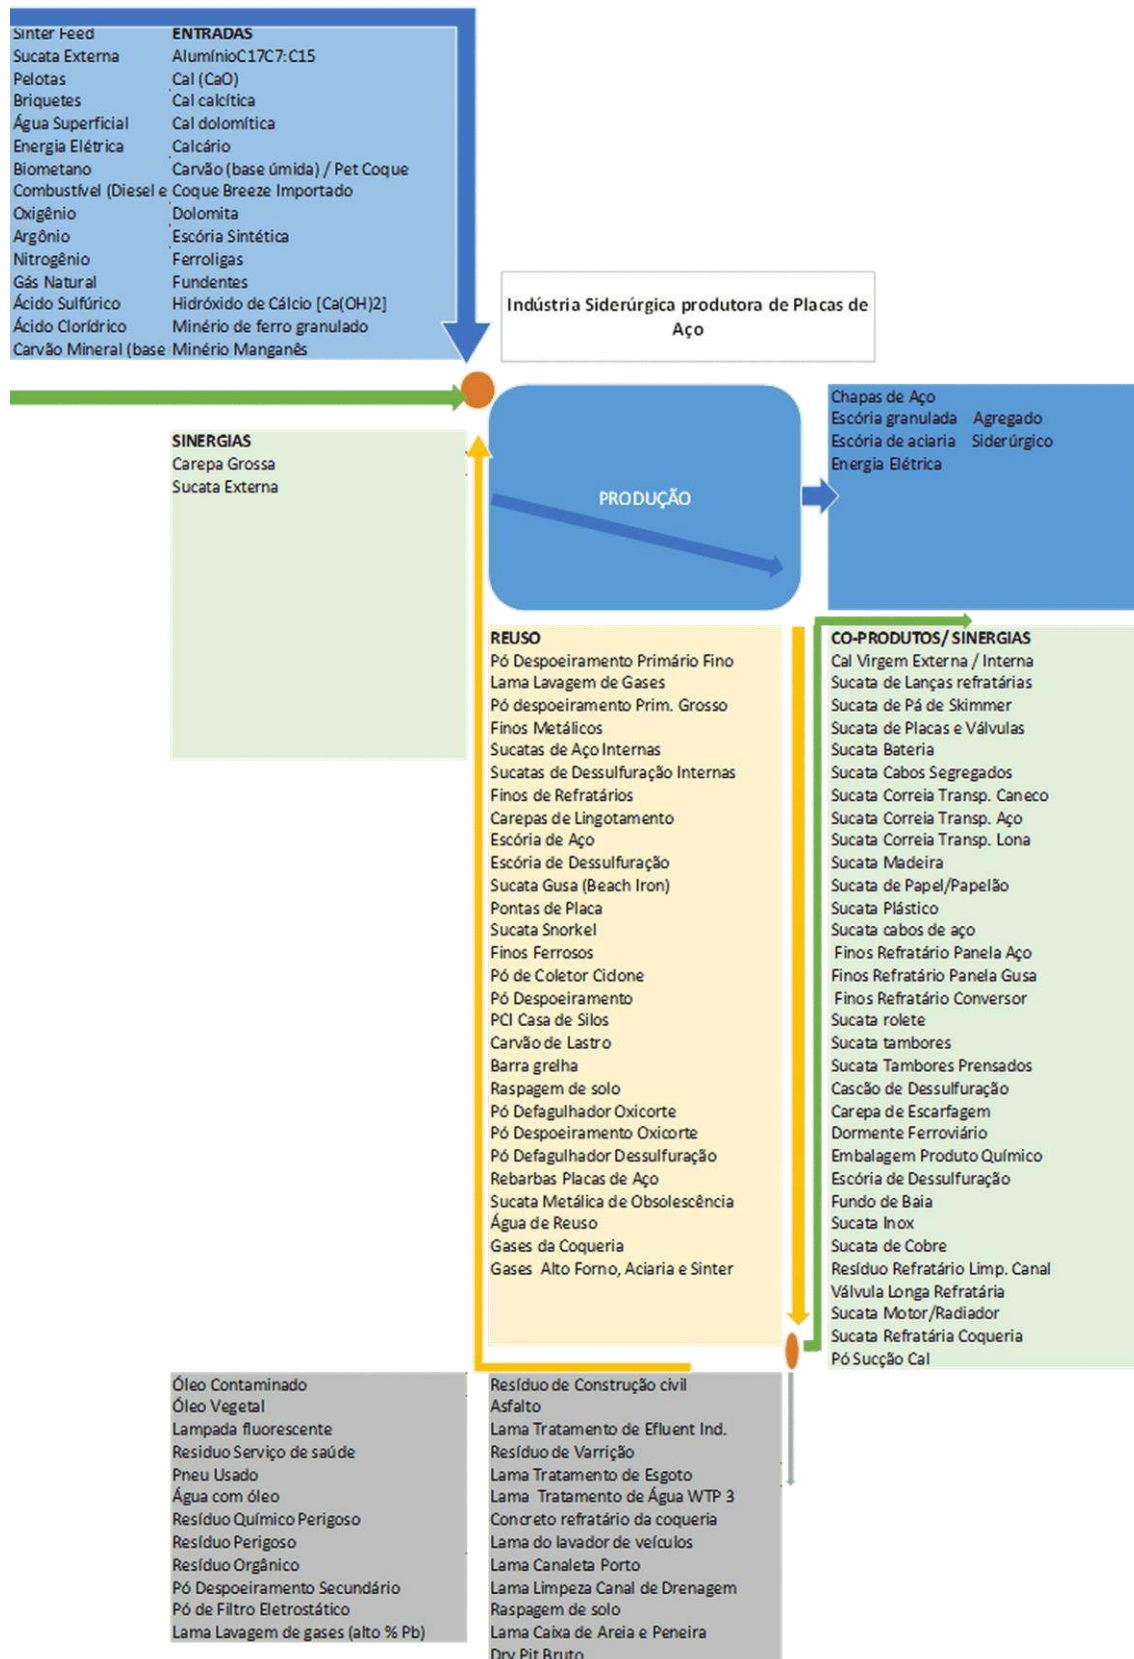 Sinter Feed ENTRADAS
Sucata Externa AlumínioC17C7:C15
Pelotas Cal (CaO)
Briquetes Cal calcítica
Água Superficial Cal dolomítica
Energia Elétrica Calcário
Biometano Carvão (base úmida) / Pet Coque
Combustível (Diesel e Coque Breeze Importado
Oxigênio Dolomita
Argônio Escória Sintética
Nitrogênio Ferroligas
Gás Natural Fundentes
Ácido Sulfúrico Hidróxido de Cálcio [Ca(OH)2]
Ácido Clorídrico Minério de ferro granulado
Carvão Mineral (base Minério Manganês
Indústria Siderúrgica produtora de Placas de
Aço
SINERGIAS
Carepa Grossa
Sucata Externa
PRODUÇÃO
Chapas de Aço
Escória granulada Agregado
Escória de aciaria Siderúrgico
Energia Elétrica
REUSO
Pó Despoeiramento Primário Fino
Lama Lavagem de Gases
Pó despoeiramento Prim. Grosso
Finos Metálicos
Sucatas de Aço Internas
Sucatas de Dessulfuração Internas
Finos de Refratários
Carepas de Lingotamento
Escória de Aço
Escória de Dessulfuração
Sucata Gusa (Beach Iron)
Pontas de Placa
Sucata Snorkel
Finos Ferrosos
Pó de Coletor Cidone
Pó Despoeiramento
PCI Casa de Silos
Carvão de Lastro
Barra grelha
Raspagem de solo
Pó Defagulhador Oxicorte
Pó Despoeiramento Oxicorte
Pó Defagulhador Dessulfuração
Rebarbas Placas de Aço
Sucata Metálica de Obsolescência
Água de Reuso
Gases da Coqueria
Gases Alto Forno, Aciaria e Sinter
CO-PRODUTOS/ SINERGIAS
Cal Virgem Externa / Interna
Sucata de Lanças refratárias
Sucata de Pá de Skimmer
Sucata de Placas e Válvulas
Sucata Bateria
Sucata Cabos Segregados
Sucata Correia Transp. Caneco
Sucata Correia Transp. Aço
Sucata Correia Transp. Lona
Sucata Madeira
Sucata de Papel/Papelão
Sucata Plástico
Sucata cabos de aço
Finos Refratário Panela Aço
Finos Refratário Panela Gusa
Finos Refratário Conversor
Sucata rolete
Sucata tambores
Sucata Tambores Prensados
Cascão de Dessulfuração
Carepa de Escarfagem
Dormente Ferroviário
Embalagem Produto Químico
Escória de Dessulfuração
Fundo de Baia
Sucata Inox
Sucata de Cobre
Resíduo Refratário Limp. Canal
Válvula Longa Refratária
Sucata Motor/Radiador
Sucata Refratária Coqueria
Pó Sucção Cal
Óleo Contaminado
Óleo Vegetal
Lampada fluorescente
Residuo Serviço de saúde
Pneu Usado
Água com óleo
Resíduo Químico Perigoso
Resíduo Perigoso
Resíduo Orgânico
Pó Despoeiramento Secundário
Pó de Filtro Eletrostático
Lama Lavagem de gases (alto % Pb)
Resíduo de Construção civil
Asfalto
Lama Tratamento de Efluent Ind.
Resíduo de Varrição
Lama Tratamento de Esgoto
Lama Tratamento de Água WTP 3
Concreto refratário da coqueria
Lama do lavador de veículos
Lama Canaleta Porto
Lama Limpeza Canal de Drenagem
Raspagem de solo
Lama Caixa de Areia e Peneira
Dry Pit Bruto